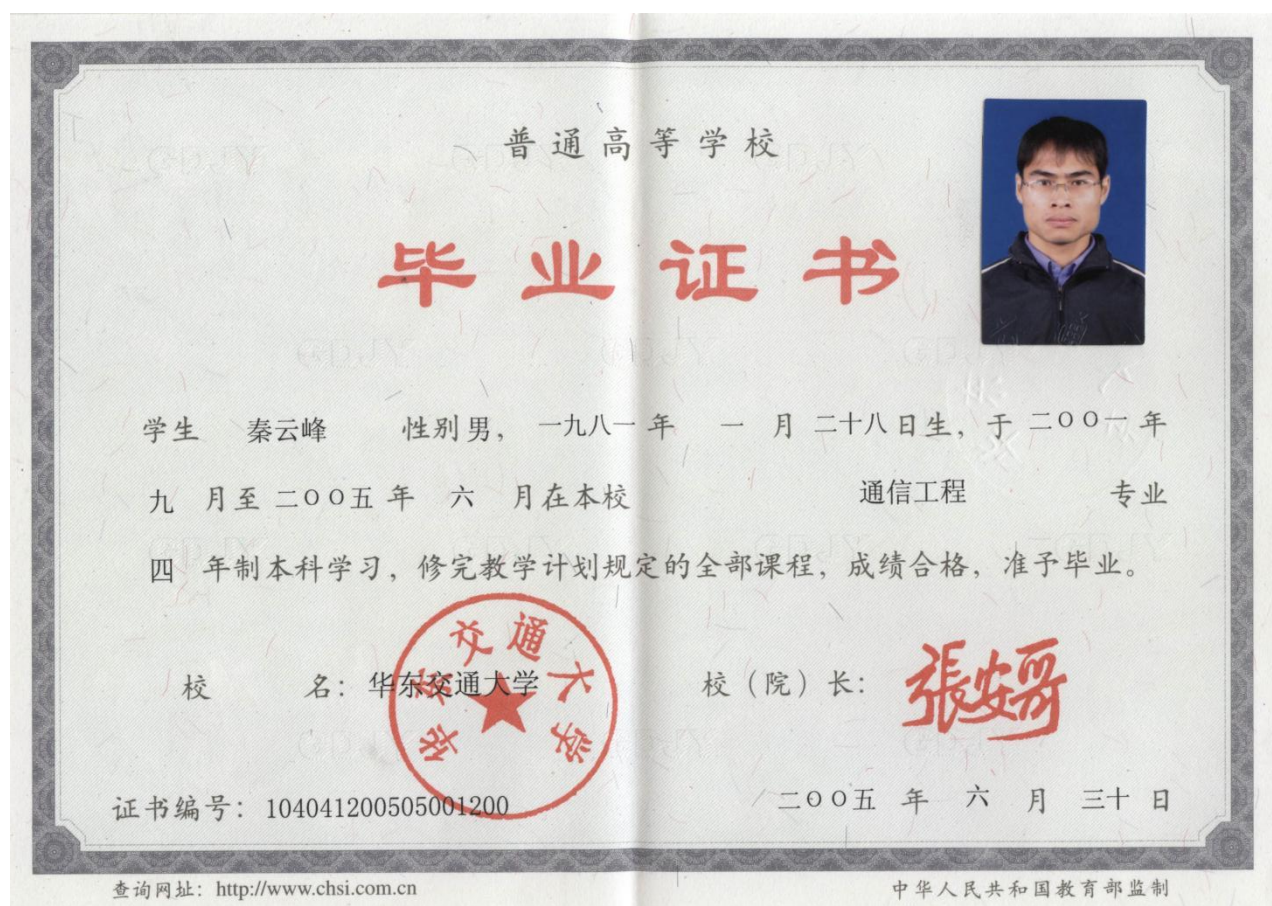 普通高等学校
毕业证书
学生 秦云峰 性别 男, 一九八一 年 一 月 二十八 日生, 于 二〇〇一 年
九 月至 二〇〇五 年 六 月在本校 通信工程 专业
四 年制本科学习, 修完教学计划规定的全部课程, 成绩合格, 准予毕业。
华东交通大学
校 名: 华东交通大学 校（院）长:
证书编号: 104041200505001200 二〇〇五 年 六 月 三十 日
查询网址: http://www.chsi.com.cn 中华人民共和国教育部监制